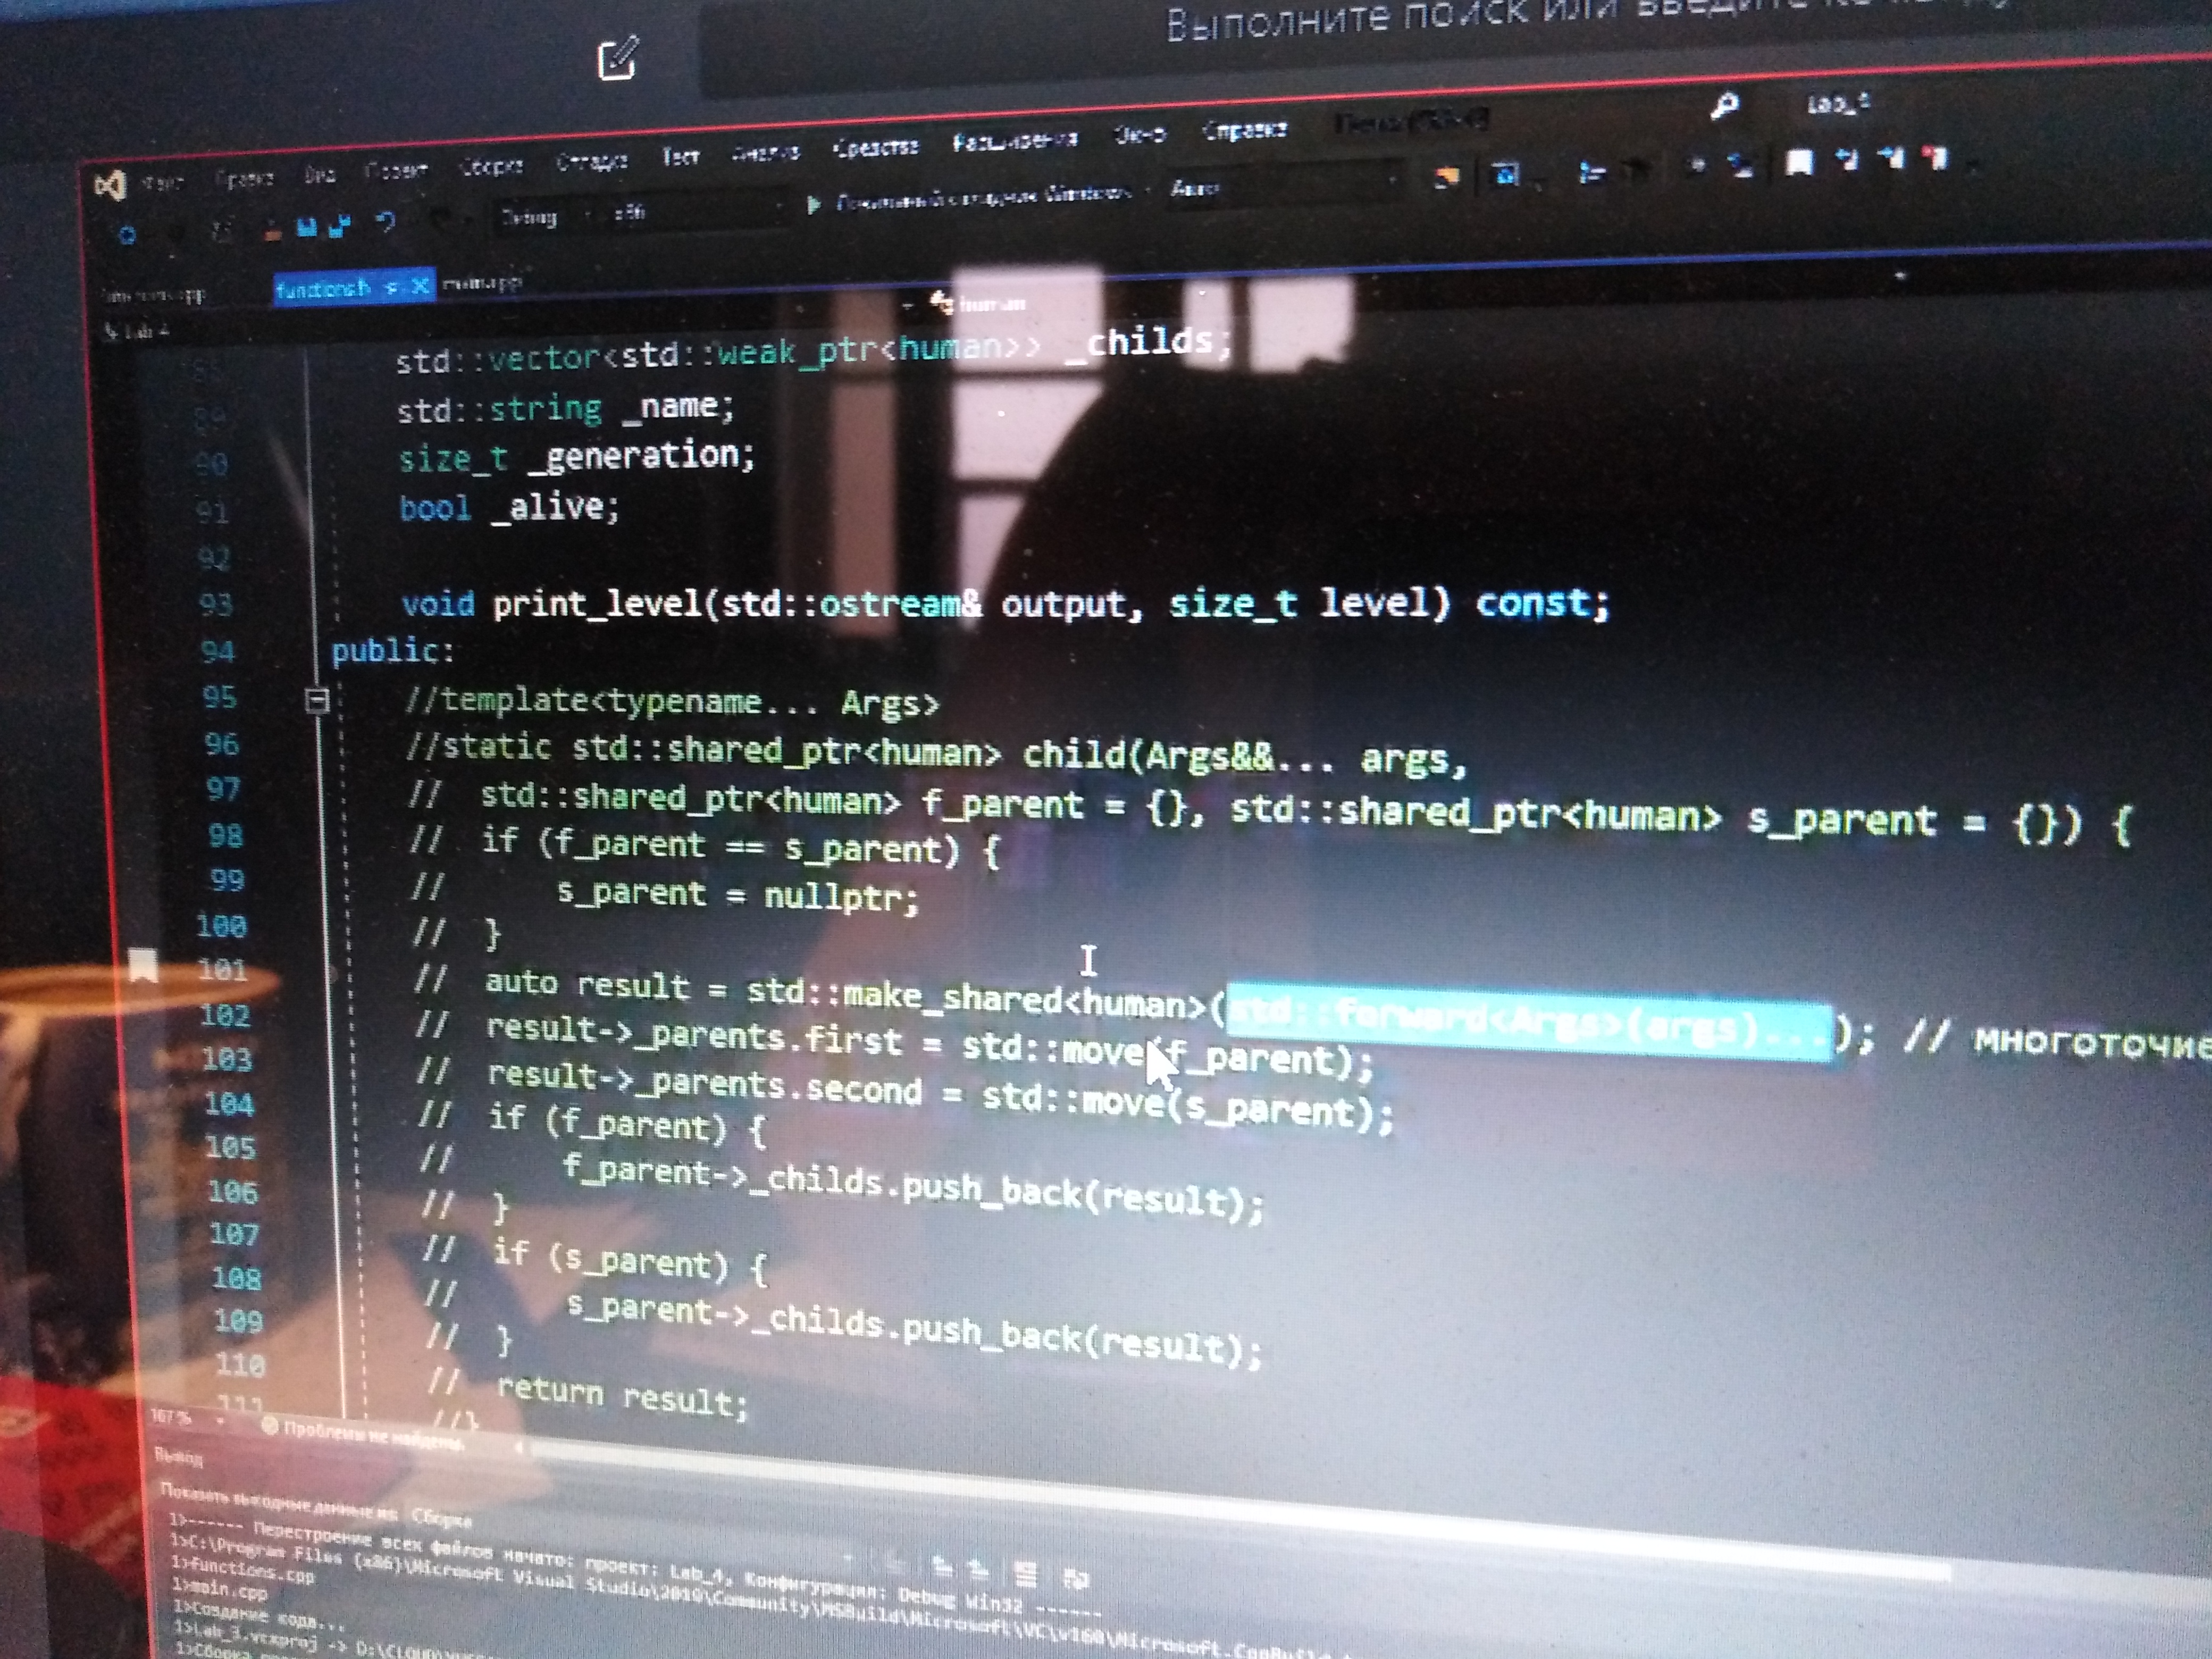 Выполните поиск или введите
Lab_4
Файл Правка Вид Проект Сборка Отладка Тест Анализ Средства Расширения Окно Справка
Debug x86 Локальный отладчик Windows Авто
functions.h main.cpp
human
88 std::vector<std::weak_ptr<human>> _childs;
89 std::string _name;
90 size_t _generation;
91 bool _alive;
92
93 void print_level(std::ostream& output, size_t level) const;
94 public:
95 //template<typename... Args>
96 //static std::shared_ptr<human> child(Args&&... args,
97 // std::shared_ptr<human> f_parent = {}, std::shared_ptr<human> s_parent = {}) {
98 // if (f_parent == s_parent) {
99 // s_parent = nullptr;
100 // }
101 // auto result = std::make_shared<human>(std::forward<Args>(args)...); // многоточие
102 // result->_parents.first = std::move(f_parent);
103 // result->_parents.second = std::move(s_parent);
104 // if (f_parent) {
105 // f_parent->_childs.push_back(result);
106 // }
107 // if (s_parent) {
108 // s_parent->_childs.push_back(result);
109 // }
110 // return result;
111 //}
167 % Проблемы не найдены.
Вывод
Показать выходные данные из: Сборка
1>------ Перестроение всех файлов начато: проект: Lab_4, Конфигурация: Debug Win32 ------
1>C:\Program Files (x86)\Microsoft Visual Studio\2019\Community\MSBuild\Microsoft\VC\v160\Microsoft.CppBuild
1>functions.cpp
1>main.cpp
1>Создание кода...
1>Lab_3.vcxproj -> D:\CLOUD\